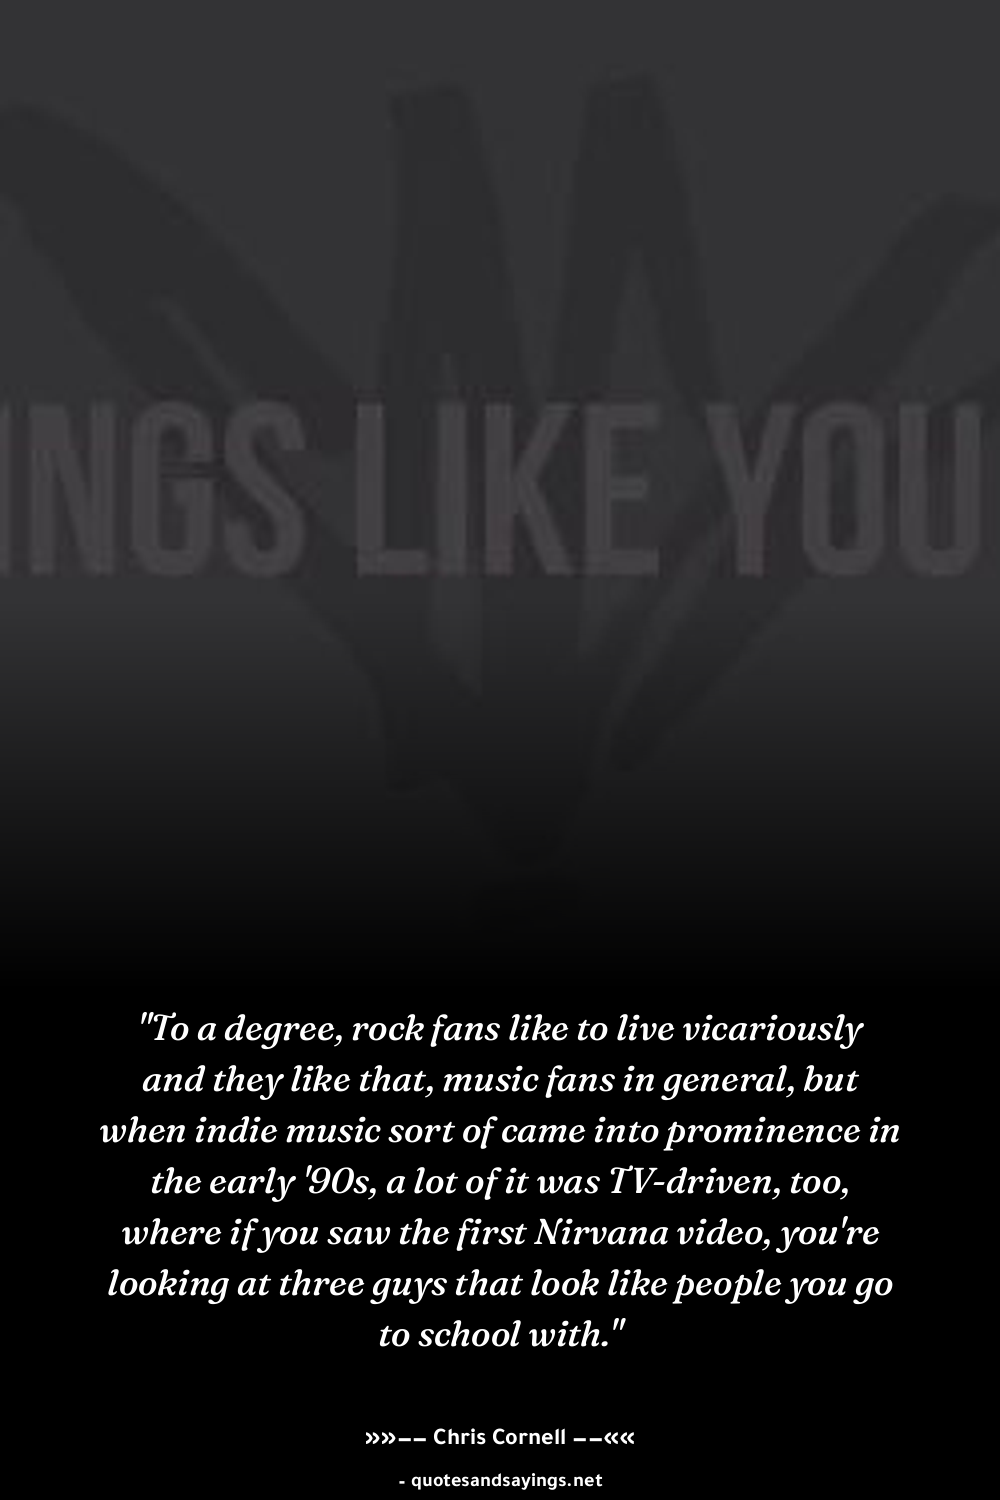 INGS LIKE YOU
"To a degree, rock fans like to live vicariously
and they like that, music fans in general, but
when indie music sort of came into prominence in
the early '90s, a lot of it was TV-driven, too,
where if you saw the first Nirvana video, you're
looking at three guys that look like people you go
to school with."
»»–– Chris Cornell ––««
- quotesandsayings.net